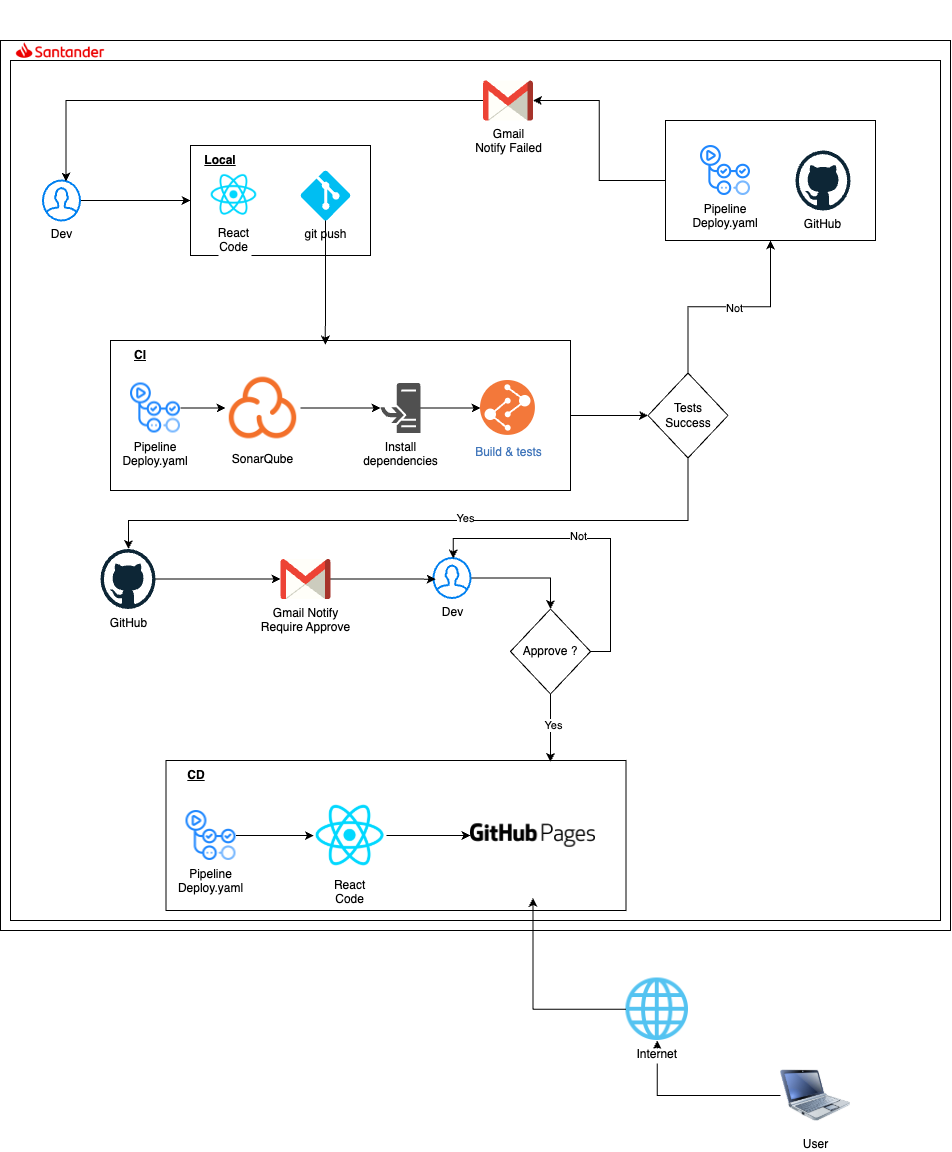 Santander
Gmail
Notify Failed
Local
React
Code
git push
Dev
Pipeline
Deploy.yaml
GitHub
Not
CI
Pipeline
Deploy.yaml
SonarQube
Install
dependencies
Build & tests
Tests
Success
Yes
Not
GitHub
Gmail Notify
Require Approve
Dev
Approve ?
Yes
CD
Pipeline
Deploy.yaml
React
Code
GitHub Pages
Internet
User